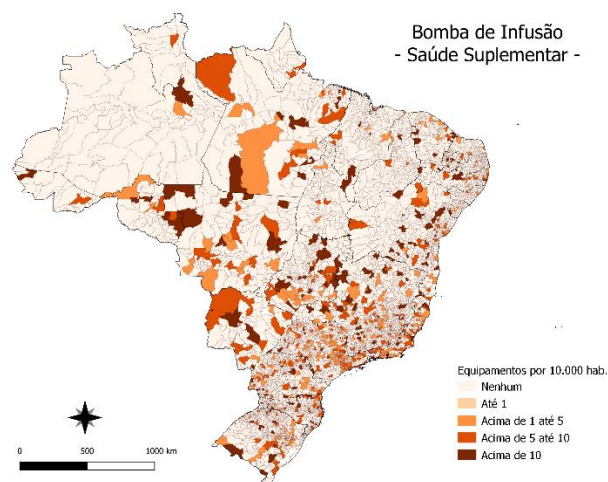 Bomba de Infusão
- Saúde Suplementar -
Equipamentos por 10.000 hab.
Nenhum
Até 1
Acima de 1 até 5
Acima de 5 até 10
Acima de 10
0 500 1000 km